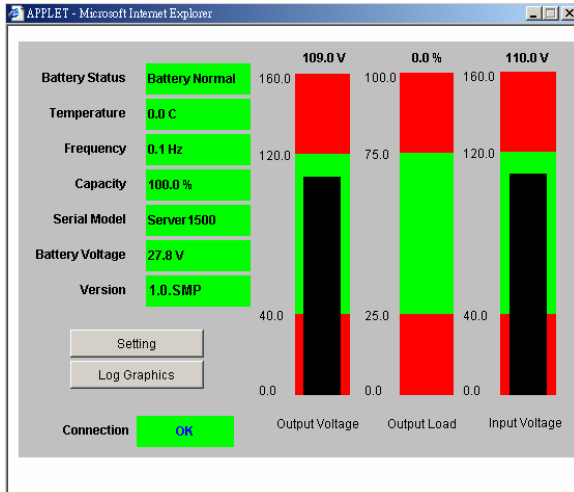 APPLET - Microsoft Internet Explorer
109.0 V 0.0 % 110.0 V
Battery Status Battery Normal
Temperature 0.0 C
Frequency 0.1 Hz
Capacity 100.0 %
Serial Model Server1500
Battery Voltage 27.8 V
Version 1.0.SMP
Setting
Log Graphics
Connection OK
160.0
120.0
40.0
0.0
Output Voltage
100.0
75.0
25.0
0.0
Output Load
160.0
120.0
40.0
0.0
Input Voltage